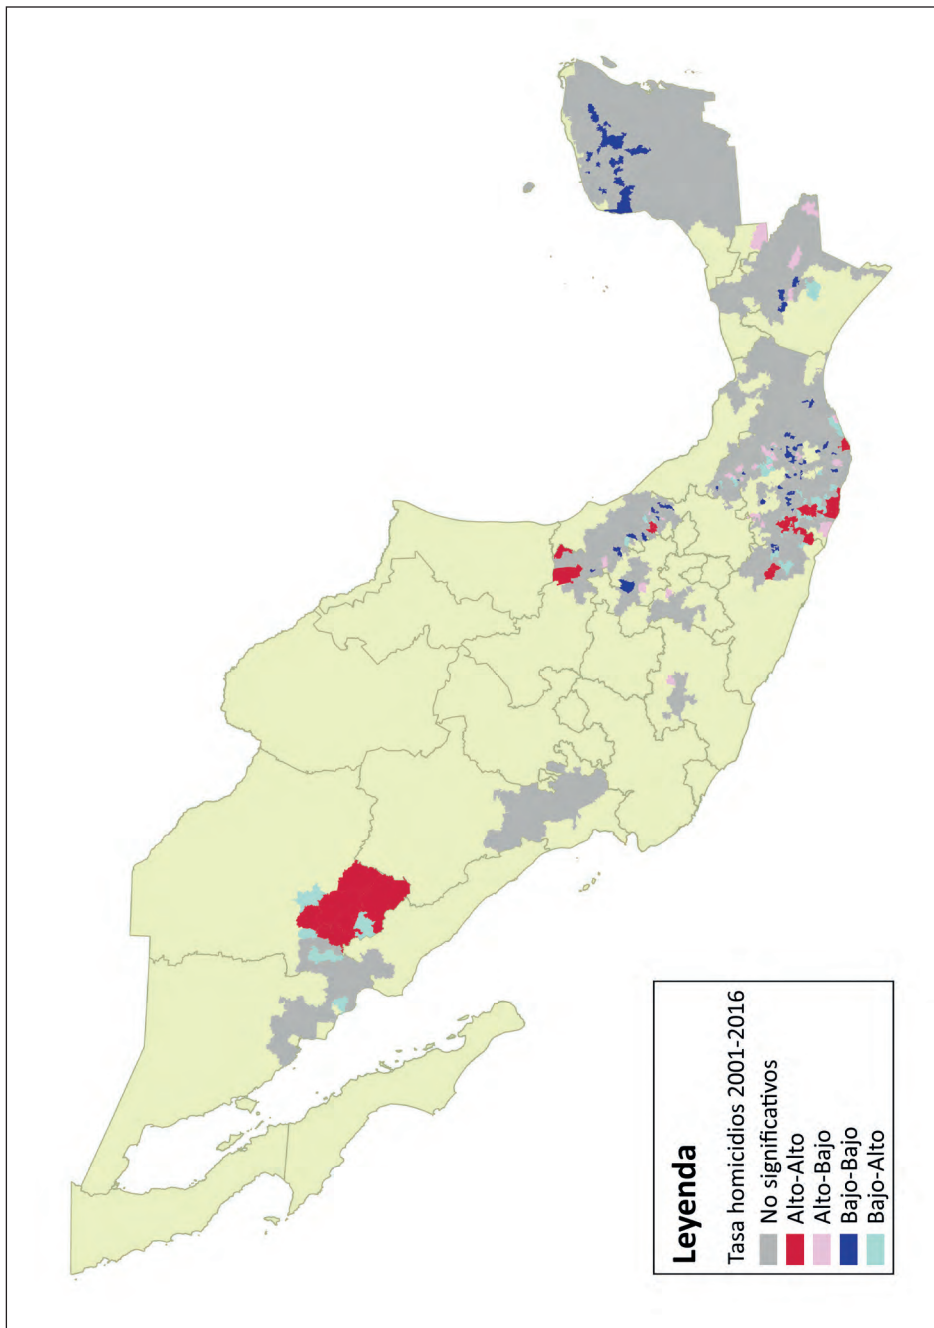 Leyenda
Tasa homicidios 2001-2016
No significativos
Alto-Alto
Alto-Bajo
Bajo-Bajo
Bajo-Alto